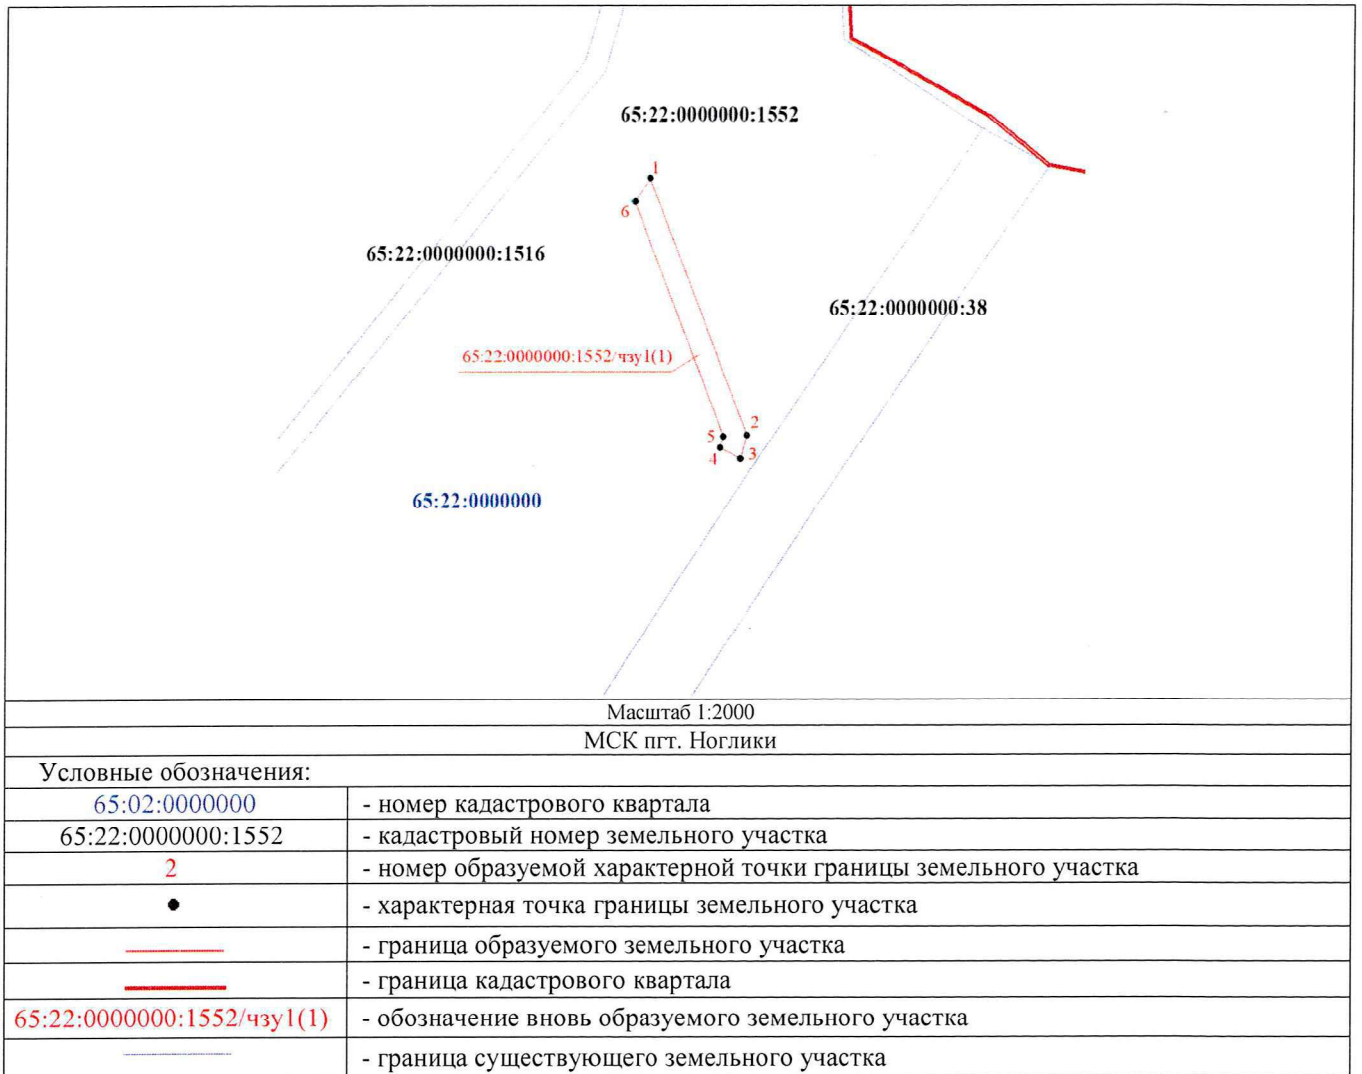 65:22:0000000:1552
1
6
65:22:0000000:1516
65:22:0000000:38
65:22:0000000:1552/чзу1(1)
2
5
4
3
65:22:0000000
Масштаб 1:2000
МСК пгт. Ноглики
Условные обозначения:
65:02:0000000 - номер кадастрового квартала
65:22:0000000:1552 - кадастровый номер земельного участка
2 - номер образуемой характерной точки границы земельного участка
- характерная точка границы земельного участка
- граница образуемого земельного участка
- граница кадастрового квартала
65:22:0000000:1552/чзу1(1) - обозначение вновь образуемого земельного участка
- граница существующего земельного участка